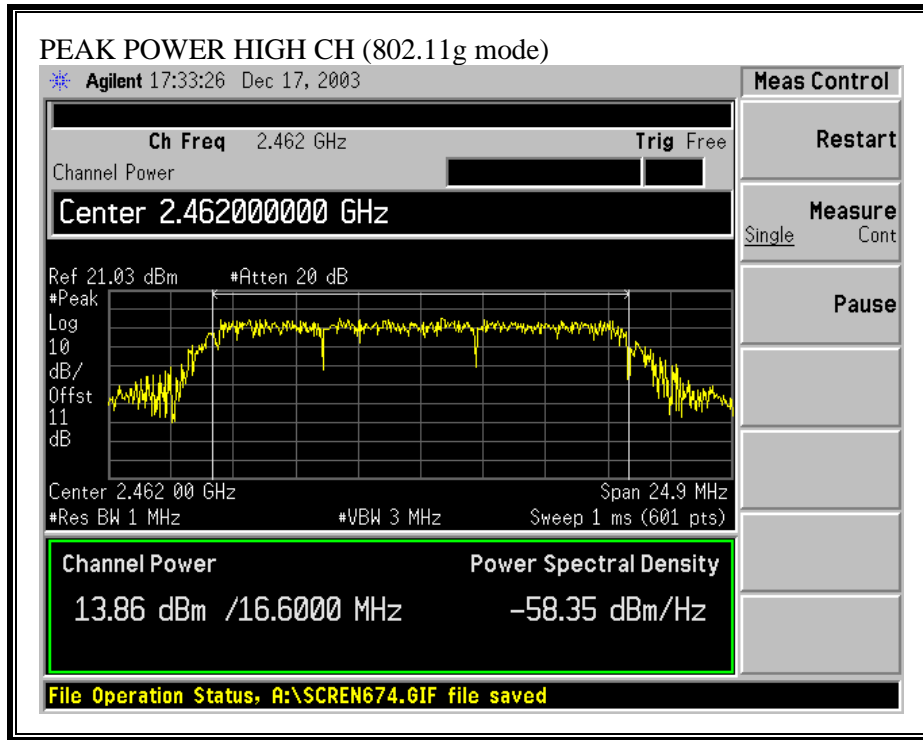 PEAK POWER HIGH CH (802.11g mode)
Agilent 17:33:26 Dec 17, 2003
Meas Control
Ch Freq 2.462 GHz Trig Free
Restart
Channel Power
Center 2.462000000 GHz
Measure
Single Cont
Ref 21.03 dBm #Atten 20 dB
Pause
#Peak
Log
10
dB/
Offst
11
dB
Center 2.462 00 GHz Span 24.9 MHz
#Res BW 1 MHz #VBW 3 MHz Sweep 1 ms (601 pts)
Channel Power Power Spectral Density
13.86 dBm /16.6000 MHz -58.35 dBm/Hz
File Operation Status, A:\SCREN674.GIF file saved